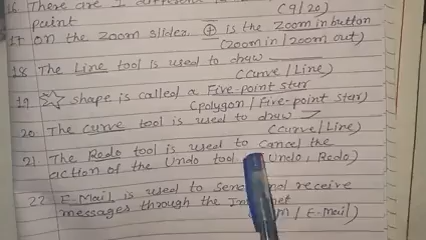 16 There are 9 different
paint (9/20)
17 on the Zoom slider ⊕ is the Zoom in button
(Zoom in / Zoom out)
18 The Line tool is used to draw
(Curve / Line)
19 ☆ shape is called a Five-point star
(polygon / Five-point star)
20 The curve tool is used to draw
(Curve / Line)
21 The Redo tool is used to cancel the
action of the Undo tool (Undo, Redo)
22 E-Mail is used to Send and receive
messages through the
/ E-Mail)